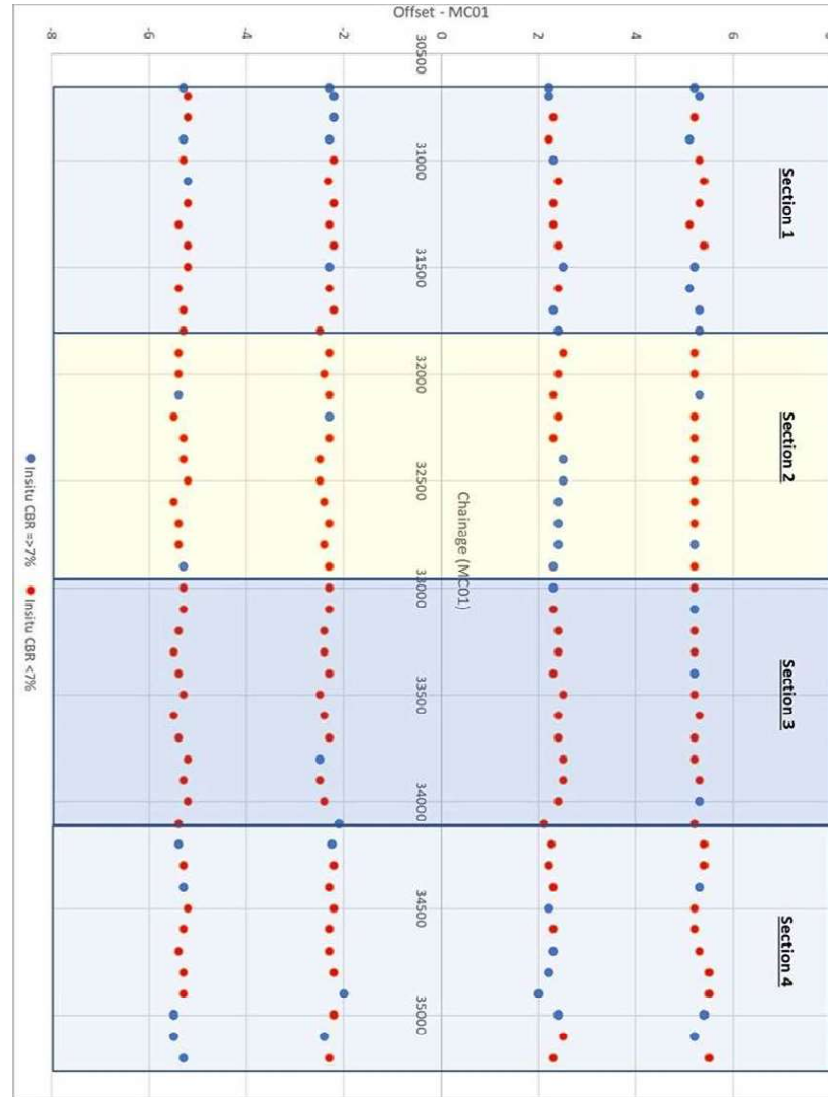 Offset - MC01
Section 1
Section 2
Section 3
Section 4
6
4
2
0
-2
-4
-6
-8
30500
31000
31500
32000
32500
33000
33500
34000
34500
35000
Chainage (MC01)
Insitu CBR =>7%
Insitu CBR <7%